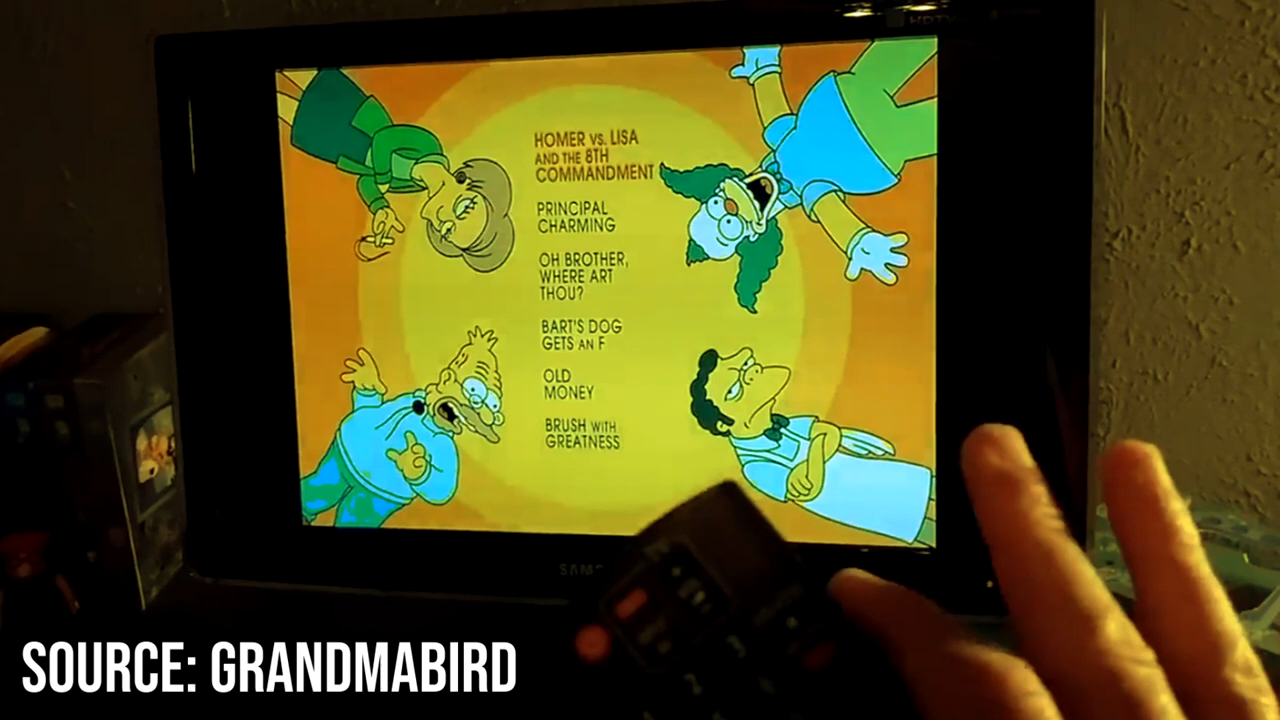 HDTV
HOMER VS. LISA
AND THE 8TH
COMMANDMENT
PRINCIPAL
CHARMING
OH BROTHER,
WHERE ART
THOU?
BART'S DOG
GETS AN F
OLD
MONEY
BRUSH WITH
GREATNESS
SOURCE: GRANDMABIRD